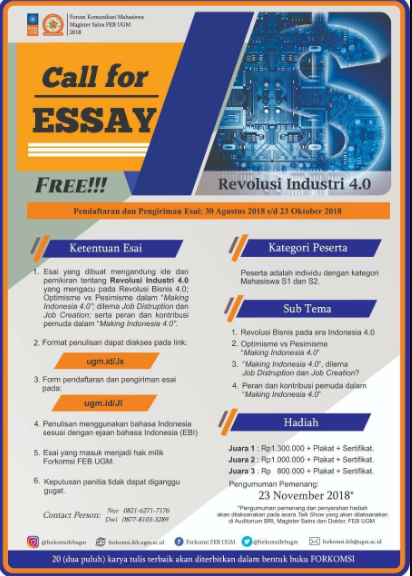 Forum Komunikasi Mahasiswa
Magister Sains FEB UGM
2018
Call for
ESSAY
FREE!!!
Revolusi Industri 4.0
Pendaftaran dan Pengiriman Esai: 30 Agustus 2018 s/d 23 Oktober 2018
Ketentuan Esai
1. Esai yang dibuat mengandung ide dan
pemikiran tentang Revolusi Industri 4.0
yang mengacu pada Revolusi Bisnis 4.0;
Optimisme vs Pesimisme dalam "Making
Indonesia 4.0"; dilema Job Distruption dan
Job Creation; serta peran dan kontribusi
pemuda dalam "Making Indonesia 4.0".
2. Format penulisan dapat diakses pada link:
ugm.id/Jx
3. Form pendaftaran dan pengiriman esai
pada:
ugm.id/JI
4. Penulisan menggunakan bahasa Indonesia
sesuai dengan ejaan bahasa Indonesia (EBI)
5. Esai yang masuk menjadi hak milik
Forkomsi FEB UGM.
6. Keputusan panitia tidak dapat diganggu
gugat.
Contact Person: Nur 0821-6271-7176
Dwi 0877-8103-3289
Kategori Peserta
Peserta adalah individu dengan kategori
Mahasiswa S1 dan S2.
Sub Tema
1. Revolusi Bisnis pada era Indonesia 4.0
2. Optimisme vs Pesimisme
"Making Indonesia 4.0"
3. "Making Indonesia 4.0", dilema
Job Distruption dan Job Creation?
4. Peran dan kontribusi pemuda dalam
"Making Indonesia 4.0"
Hadiah
Juara 1 : Rp1.300.000 + Plakat + Sertifikat.
Juara 2 : Rp1.000.000 + Plakat + Sertifikat.
Juara 3 : Rp 800.000 + Plakat + Sertifikat.
Pengumuman Pemenang:
23 November 2018*
*Pengumuman pemenang dan penyerahan hadiah
akan dilaksanakan pada acara Talk Show yang akan dilaksanakan
di Auditorium BRI, Magister Sains dan Doktor, FEB UGM
@forkomsifebugm
forkomsi.feb.ugm.ac.id
Forkomsi FEB UGM
@forkomsifebugm
Forkomsi UGM
forkomsi.feb@ugm.ac.id
20 (dua puluh) karya tulis terbaik akan diterbitkan dalam bentuk buku FORKOMSI